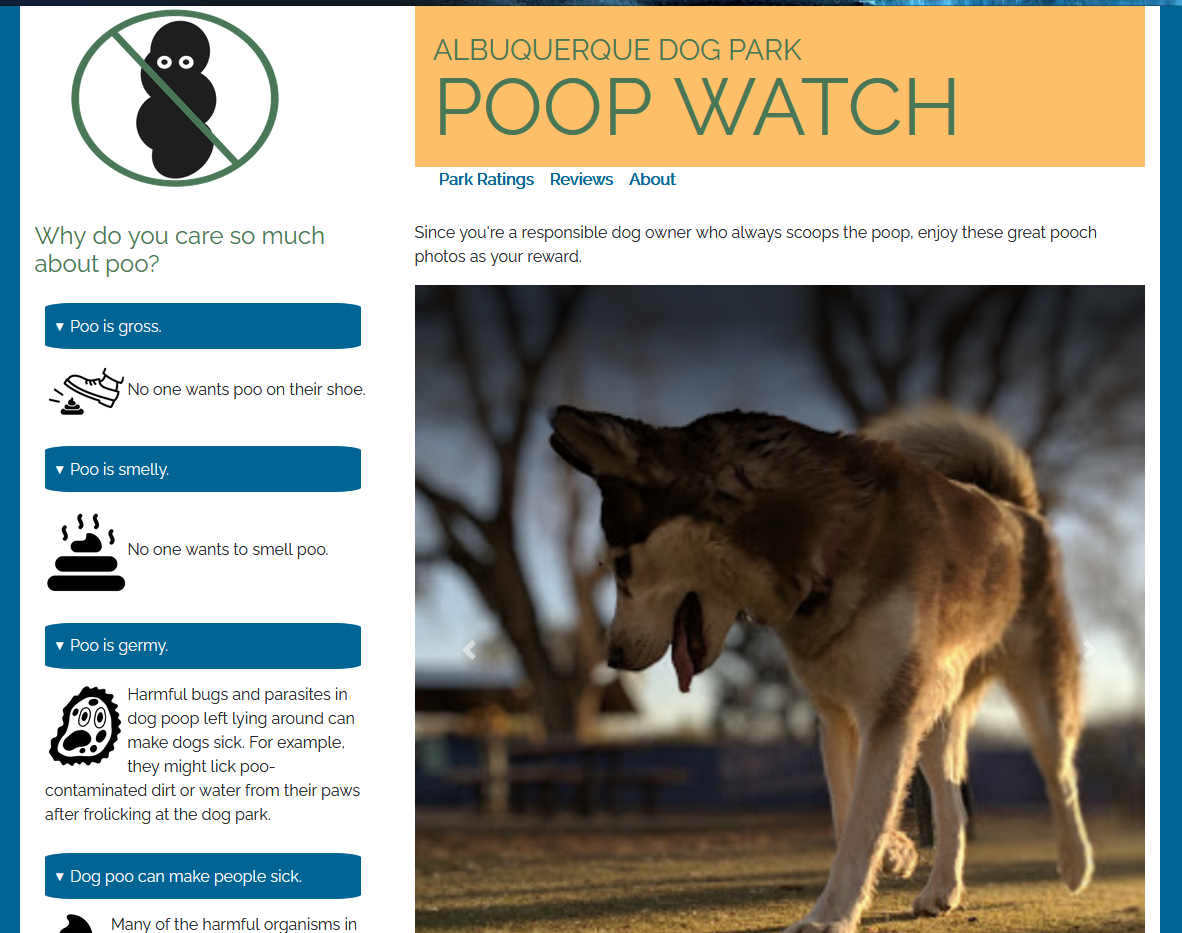 ALBUQUERQUE DOG PARK
POOP WATCH
Park Ratings Reviews About
Why do you care so much
about poo?
▾ Poo is gross.
No one wants poo on their shoe.
▾ Poo is smelly.
No one wants to smell poo.
▾ Poo is germy.
Harmful bugs and parasites in
dog poop left lying around can
make dogs sick. For example,
they might lick poo-
contaminated dirt or water from their paws
after frolicking at the dog park.
▾ Dog poo can make people sick.
Many of the harmful organisms in
Since you're a responsible dog owner who always scoops the poop, enjoy these great pooch
photos as your reward.